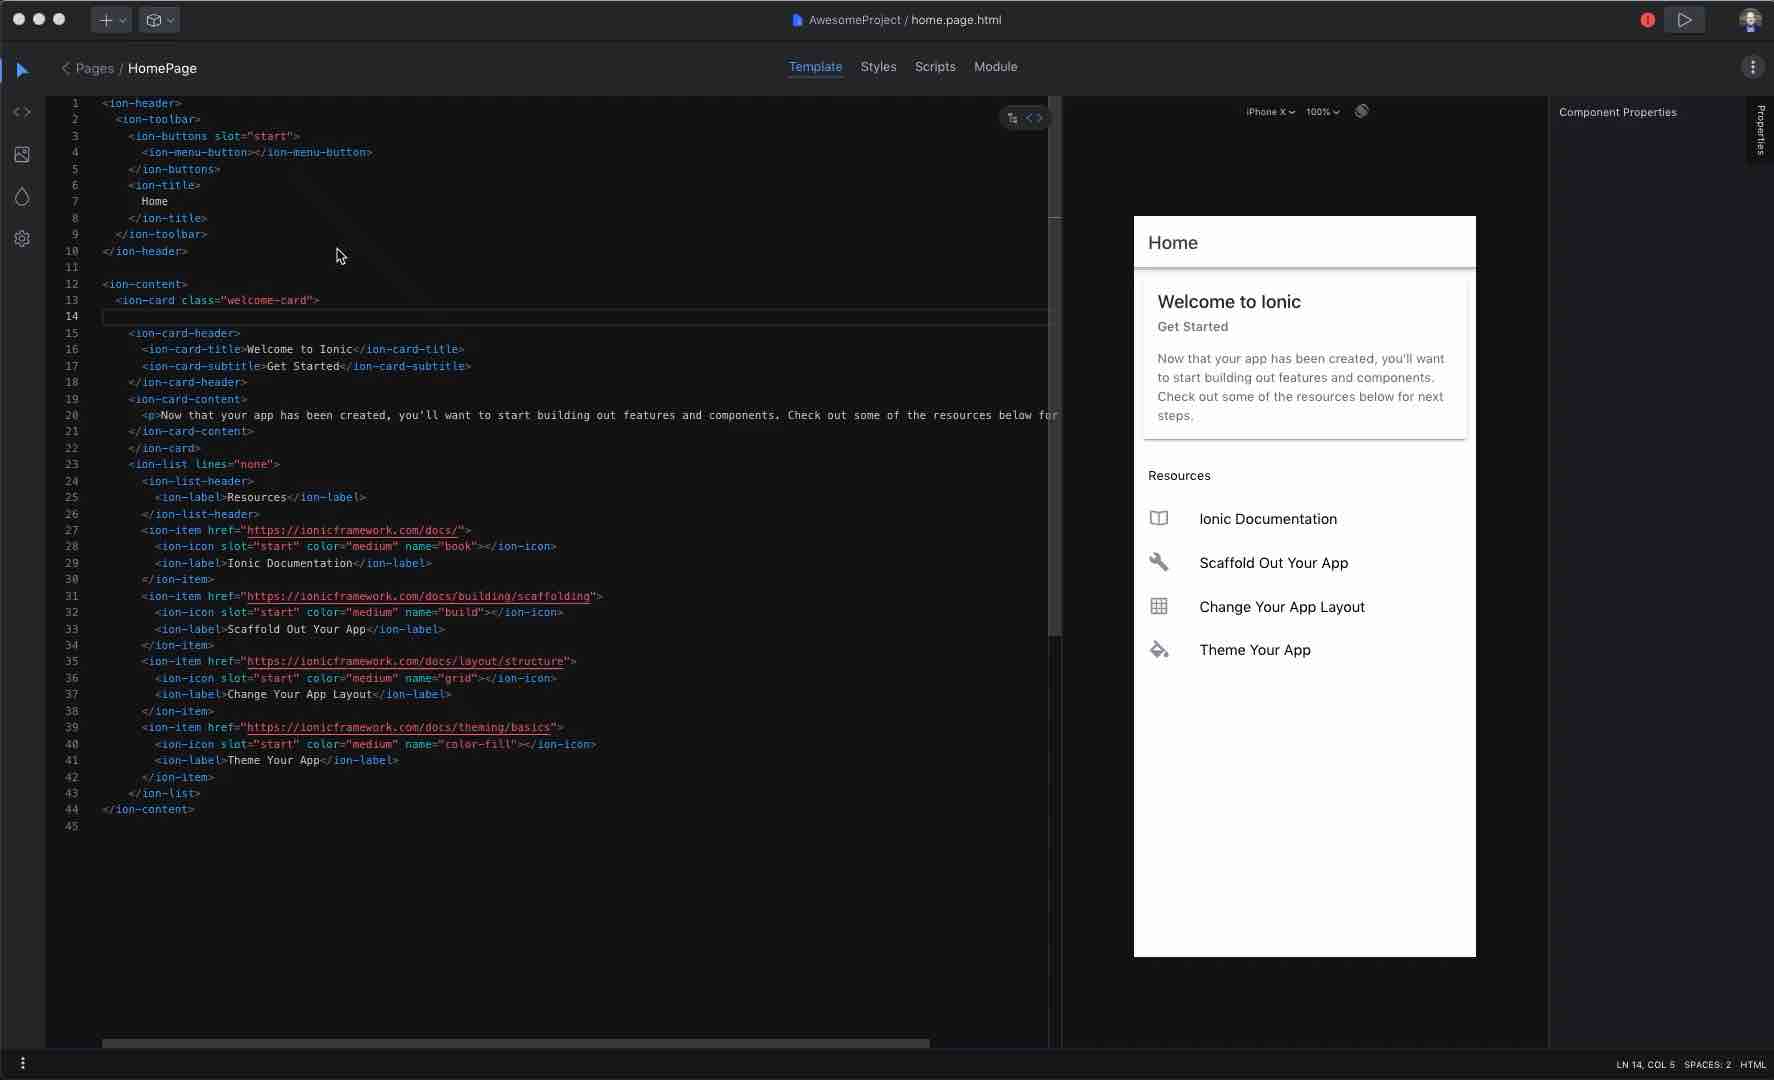 AwesomeProject / home.page.html
Pages / HomePage
Template Styles Scripts Module
1 <ion-header>
2 <ion-toolbar>
3 <ion-buttons slot="start">
4 <ion-menu-button></ion-menu-button>
5 </ion-buttons>
6 <ion-title>
7 Home
8 </ion-title>
9 </ion-toolbar>
10 </ion-header>
11
12 <ion-content>
13 <ion-card class="welcome-card">
14
15 <ion-card-header>
16 <ion-card-title>Welcome to Ionic</ion-card-title>
17 <ion-card-subtitle>Get Started</ion-card-subtitle>
18 </ion-card-header>
19 <ion-card-content>
20 <p>Now that your app has been created, you'll want to start building out features and components. Check out some of the resources below for
21 </ion-card-content>
22 </ion-card>
23 <ion-list lines="none">
24 <ion-list-header>
25 <ion-label>Resources</ion-label>
26 </ion-list-header>
27 <ion-item href="https://ionicframework.com/docs/">
28 <ion-icon slot="start" color="medium" name="book"></ion-icon>
29 <ion-label>Ionic Documentation</ion-label>
30 </ion-item>
31 <ion-item href="https://ionicframework.com/docs/building/scaffolding">
32 <ion-icon slot="start" color="medium" name="build"></ion-icon>
33 <ion-label>Scaffold Out Your App</ion-label>
34 </ion-item>
35 <ion-item href="https://ionicframework.com/docs/layout/structure">
36 <ion-icon slot="start" color="medium" name="grid"></ion-icon>
37 <ion-label>Change Your App Layout</ion-label>
38 </ion-item>
39 <ion-item href="https://ionicframework.com/docs/theming/basics">
40 <ion-icon slot="start" color="medium" name="color-fill"></ion-icon>
41 <ion-label>Theme Your App</ion-label>
42 </ion-item>
43 </ion-list>
44 </ion-content>
45
iPhone X 100%
Home
Welcome to Ionic
Get Started
Now that your app has been created, you'll want
to start building out features and components.
Check out some of the resources below for next
steps.
Resources
Ionic Documentation
Scaffold Out Your App
Change Your App Layout
Theme Your App
Component Properties
Properties
LN 14, COL 5 SPACES: 2 HTML